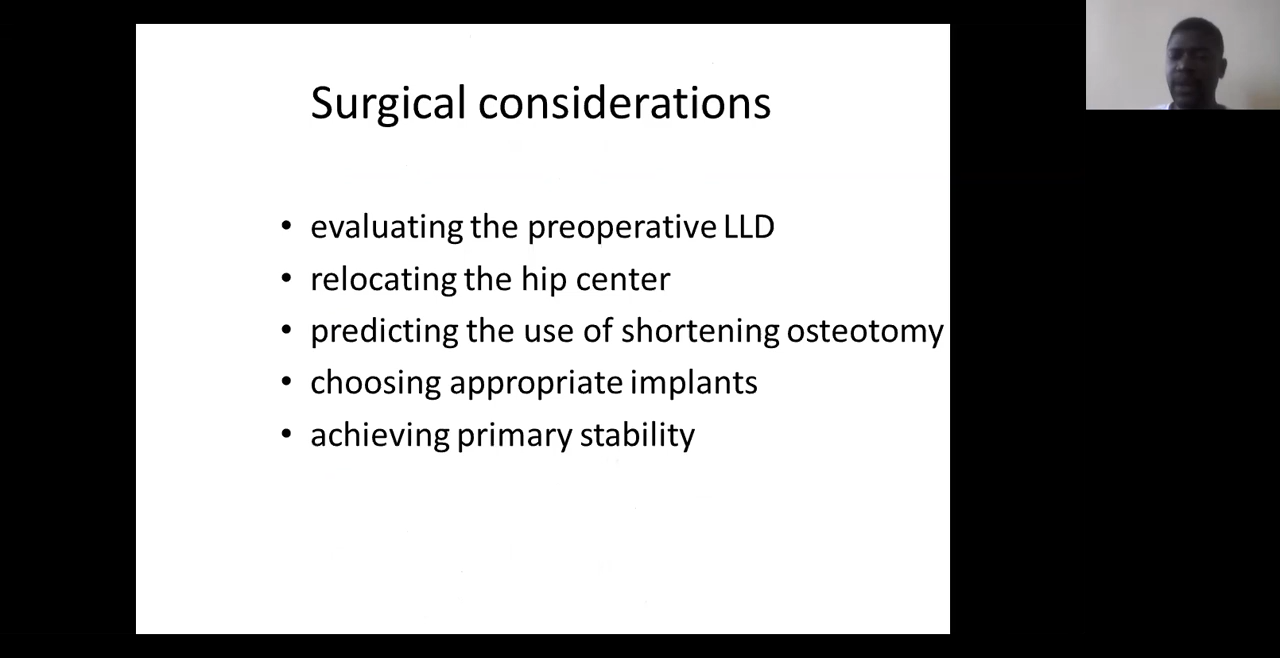 Surgical considerations
• evaluating the preoperative LLD
• relocating the hip center
• predicting the use of shortening osteotomy
• choosing appropriate implants
• achieving primary stability